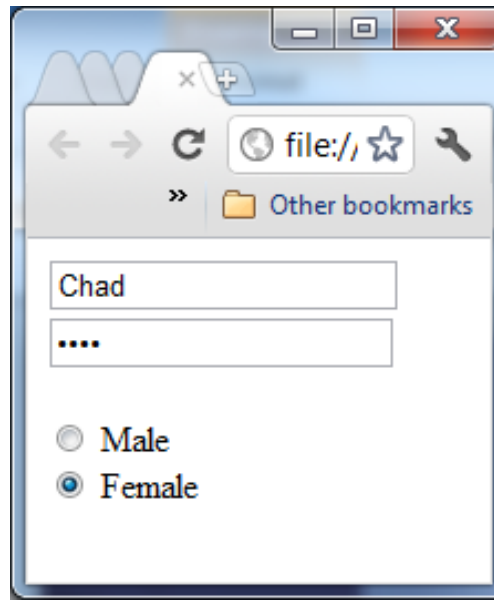 file://
» Other bookmarks
Chad
••••
Male
Female